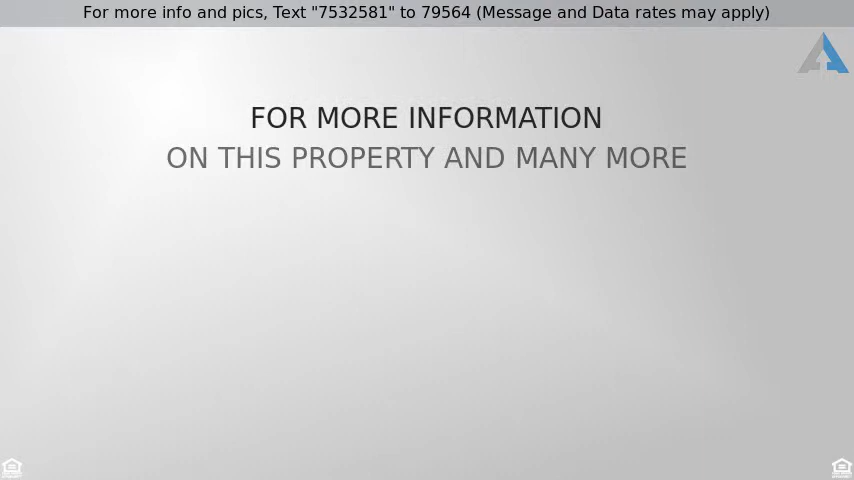 For more info and pics, Text "7532581" to 79564 (Message and Data rates may apply)
FOR MORE INFORMATION
ON THIS PROPERTY AND MANY MORE